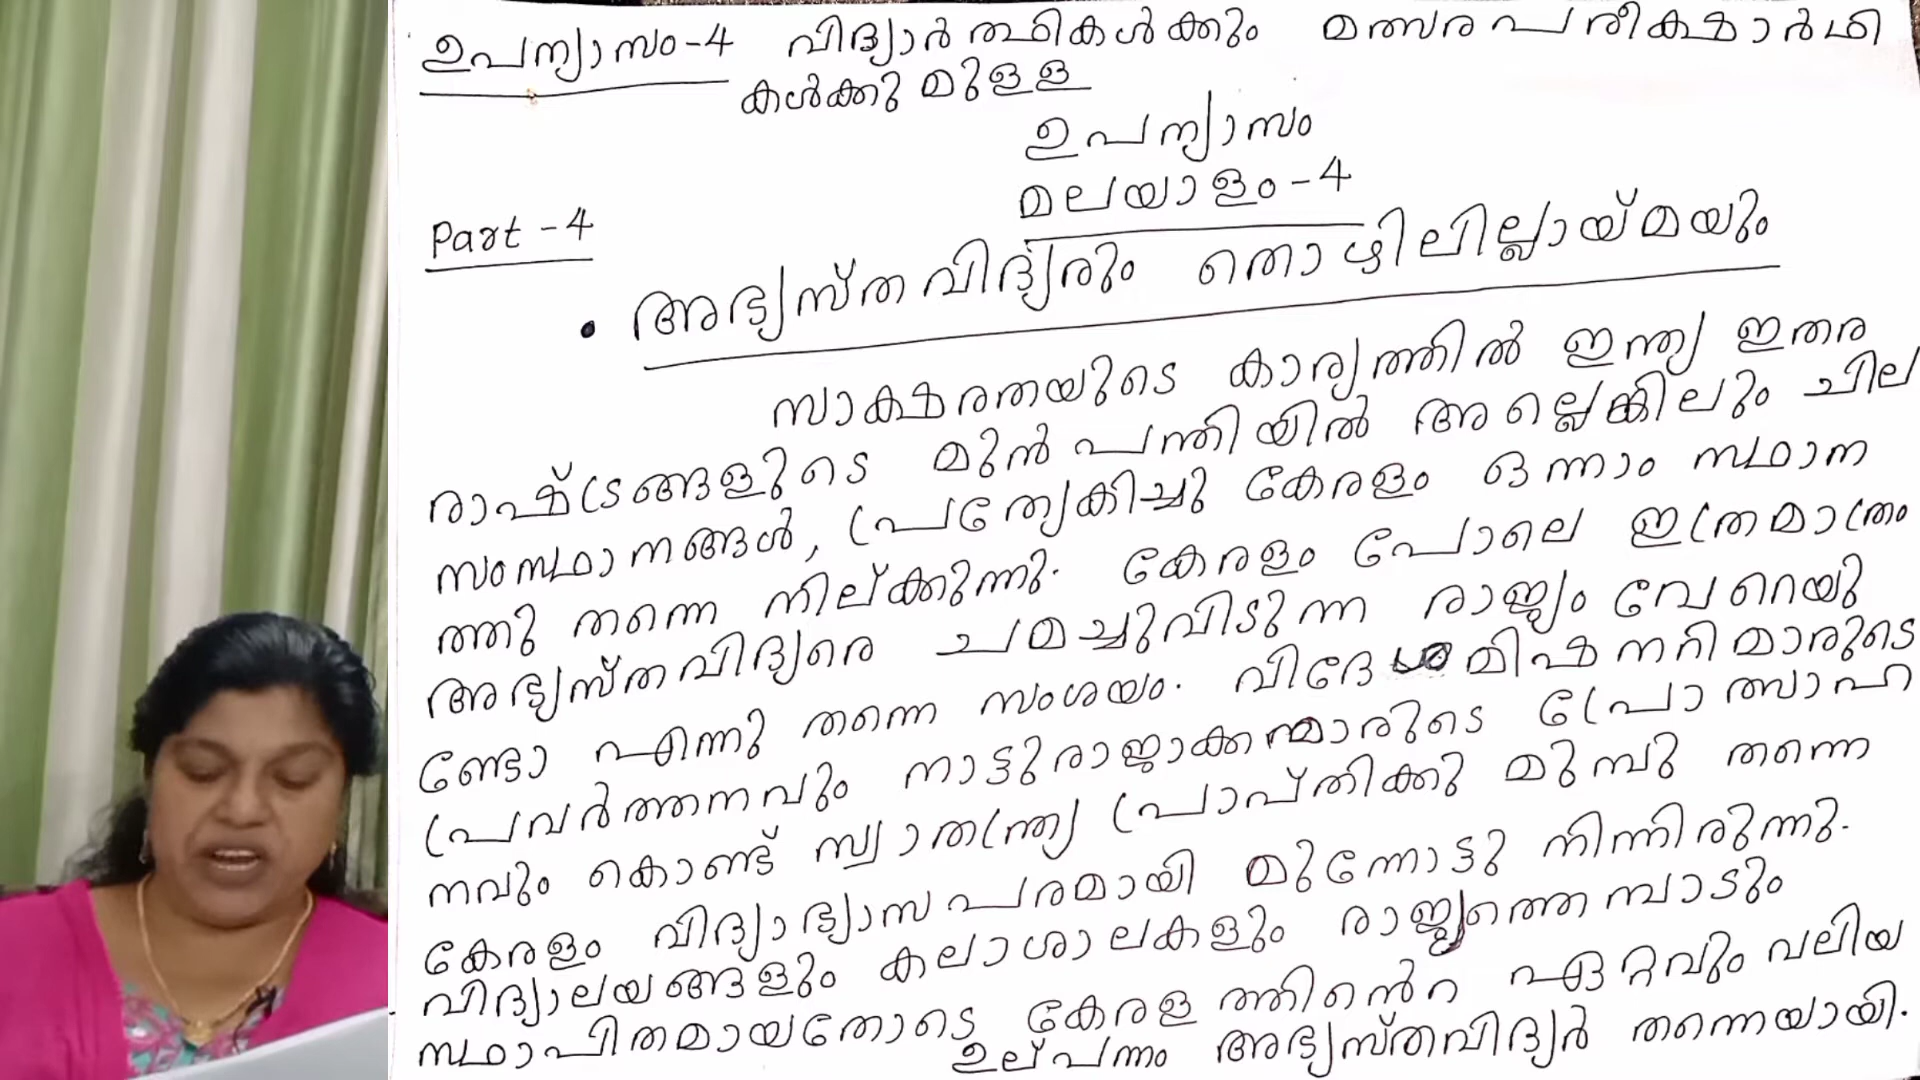 ഉപന്യാസം-4 വിദ്യാർത്ഥികൾക്കും മത്സരപരീക്ഷാർഥി
കൾക്കുമുളള
ഉപന്യാസം
മലയാളം-4
Part-4
• അഭ്യസ്തവിദ്യരും തൊഴിലില്ലായ്മയും
സാക്ഷരതയുടെ കാര്യത്തിൽ ഇന്ത്യ ഇതര
രാഷ്ട്രങ്ങളുടെ മുൻപന്തിയിൽ അല്ലെങ്കിലും ചില
സംസ്ഥാനങ്ങൾ, പ്രത്യേകിച്ചു കേരളം ഒന്നാം സ്ഥാന
ത്തു തന്നെ നില്ക്കുന്നു. കേരളം പോലെ ഇത്രമാത്രം
അഭ്യസ്തവിദ്യരെ ചമച്ചുവിടുന്ന രാജ്യം വേറെയു
ണ്ടോ എന്നു തന്നെ സംശയം. വിദേശ മിഷനറിമാരുടെ
പ്രവർത്തനവും നാട്ടുരാജാക്കന്മാരുടെ പ്രോത്സാഹ
നവും കൊണ്ട് സ്വാതന്ത്ര്യ പ്രാപ്തിക്കു മുമ്പു തന്നെ
കേരളം വിദ്യാഭ്യാസപരമായി മുന്നോട്ടു നിന്നിരുന്നു.
വിദ്യാലയങ്ങളും കലാശാലകളും രാജ്യത്തെമ്പാടും
സ്ഥാപിതമായതോടെ കേരളത്തിൻെറ ഏറ്റവും വലിയ
ഉല്പന്നം അഭ്യസ്തവിദ്യർ തന്നെയായി.